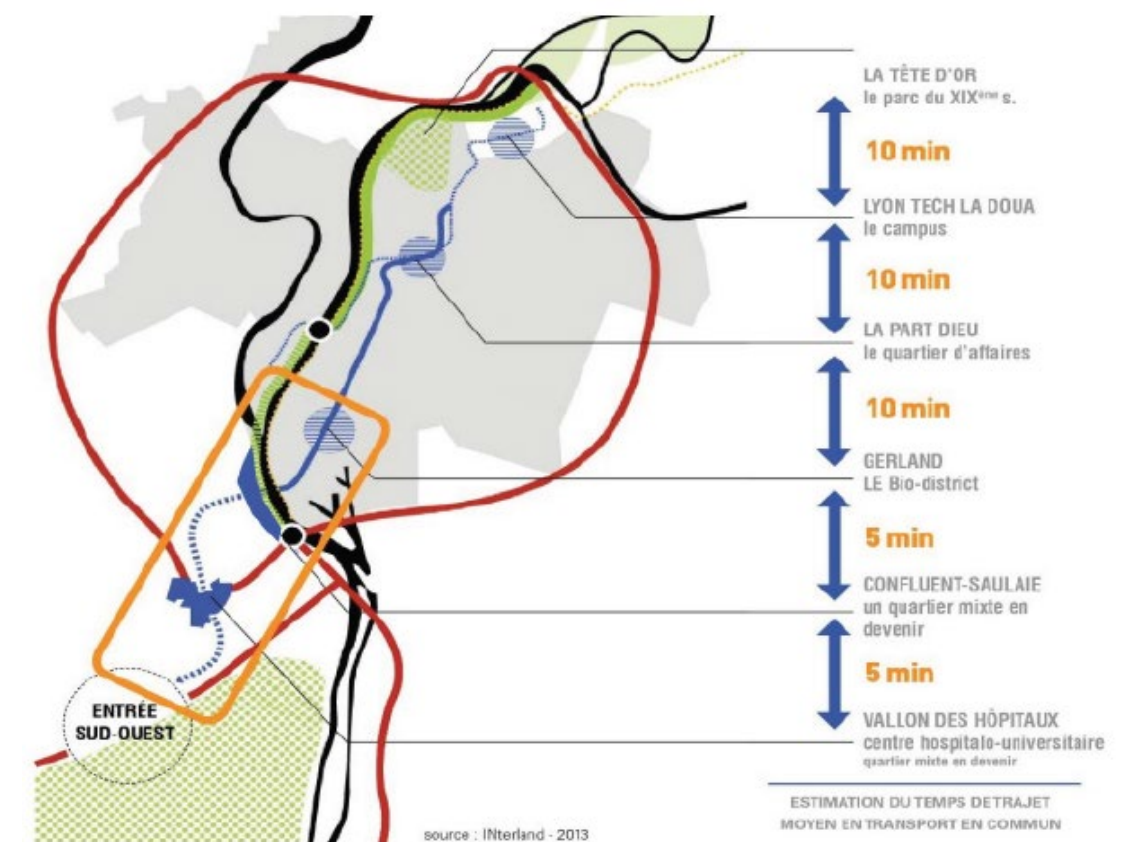 LA TÊTE D'OR
le parc du XIXème s.
10 min
LYON TECH LA DOUA
le campus
10 min
LA PART DIEU
le quartier d'affaires
10 min
GERLAND
LE Bio-district
5 min
CONFLUENT-SAULAIE
un quartier mixte en
devenir
5 min
VALLON DES HÔPITAUX
centre hospitalo-universitaire
quartier mixte en devenir
ENTRÉE
SUD-OUEST
ESTIMATION DU TEMPS DE TRAJET
MOYEN EN TRANSPORT EN COMMUN
source : INterland - 2013